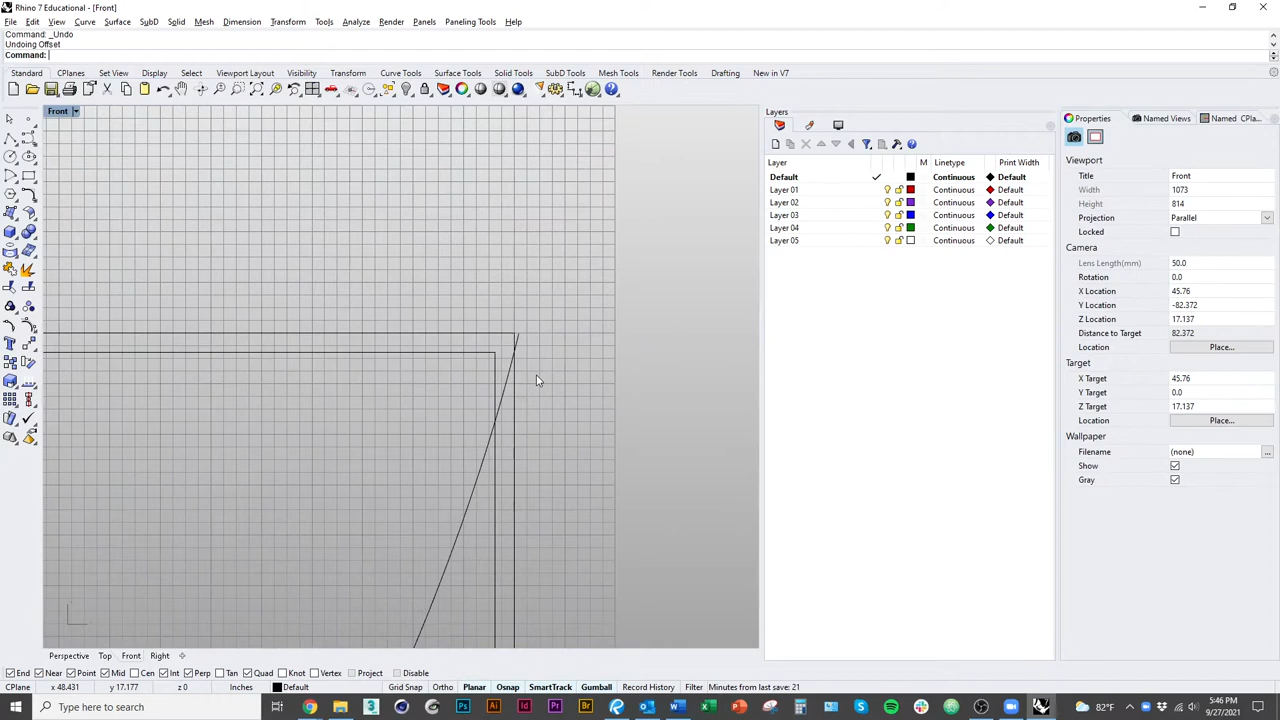 Rhino 7 Educational - [Front]
File Edit View Curve Surface SubD Solid Mesh Dimension Transform Tools Analyze Render Panels Paneling Tools Help
Command: _Undo
Undoing Offset
Command:
Standard CPlanes Set View Display Select Viewport Layout Visibility Transform Curve Tools Surface Tools Solid Tools SubD Tools Mesh Tools Render Tools Drafting New in V7
Front
Layers
Layer M Linetype Print Width
Default Continuous Default
Layer 01 Continuous Default
Layer 02 Continuous Default
Layer 03 Continuous Default
Layer 04 Continuous Default
Layer 05 Continuous Default
Properties Named Views Named CPla...
Viewport
Title Front
Width 1073
Height 814
Projection Parallel
Locked
Camera
Lens Length(mm) 50.0
Rotation 0.0
X Location 45.76
Y Location -82.372
Z Location 17.137
Distance to Target 82.372
Location Place...
Target
X Target 45.76
Y Target 0.0
Z Target 17.137
Location Place...
Wallpaper
Filename (none) ...
Show
Gray
Perspective Top Front Right
End Near Point Mid Cen Int Perp Tan Quad Knot Vertex Project Disable
CPlane x 48.431 y 17.177 z 0 Inches Default Grid Snap Ortho Planar Osnap SmartTrack Gumball Record History Filter Minutes from last save: 21
Type here to search
82°F
5:46 PM
9/27/2021